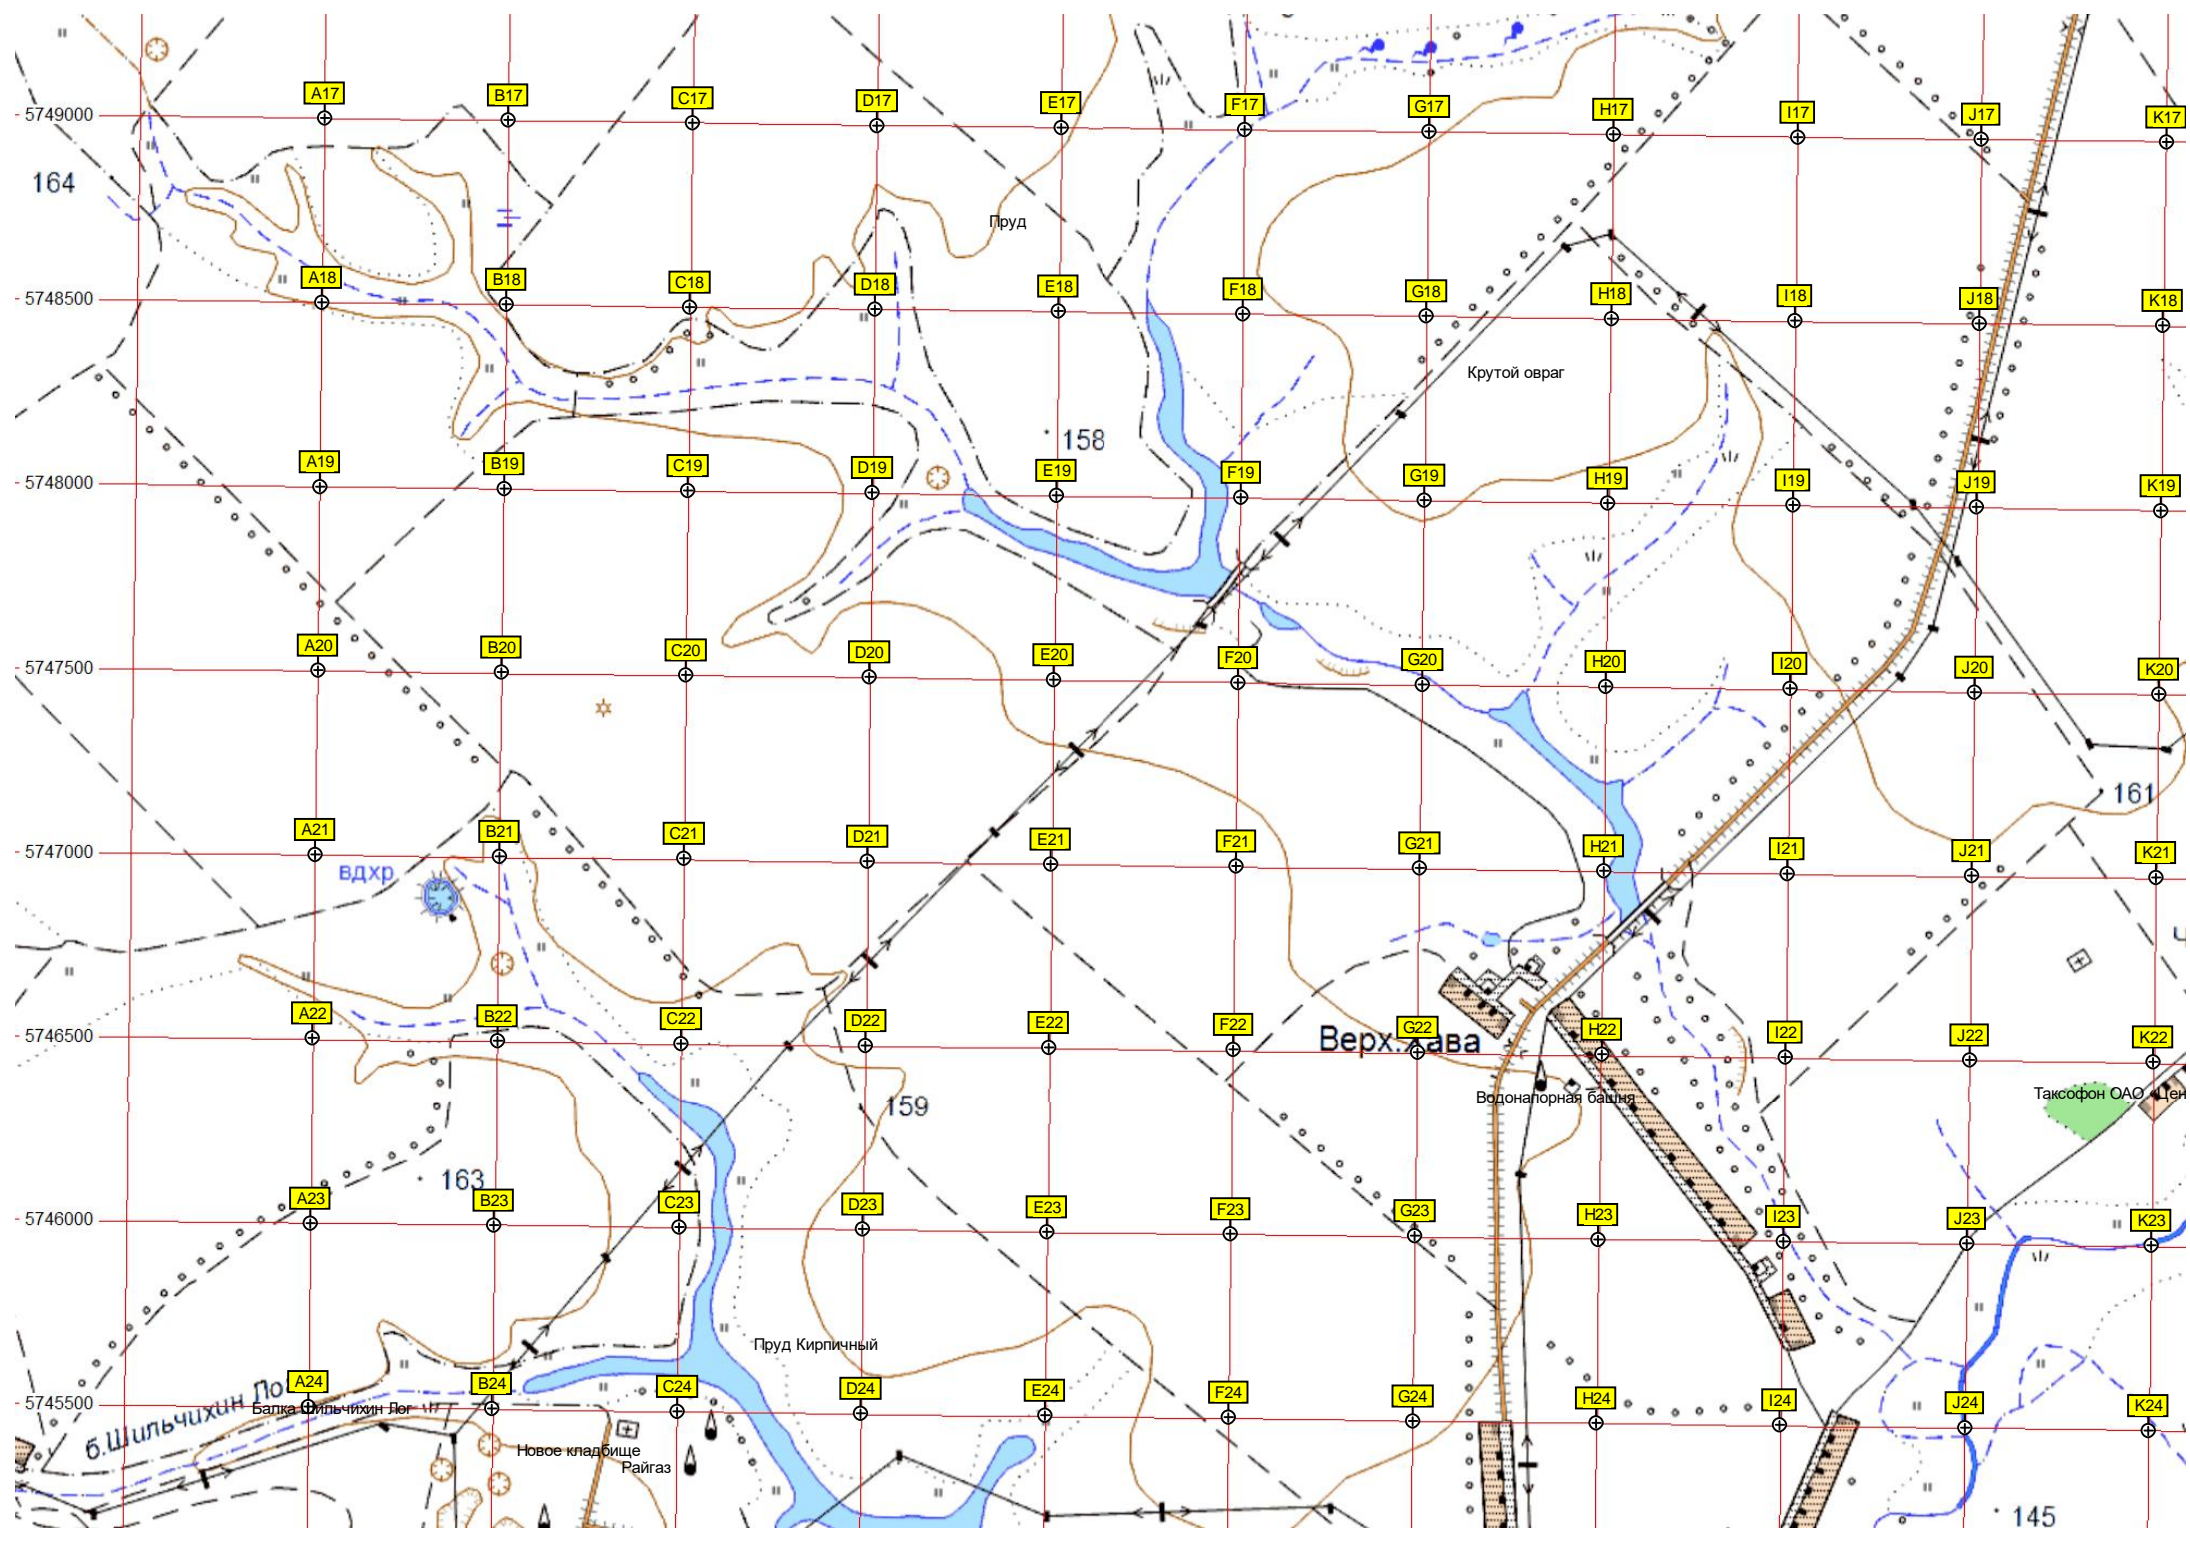 A17 B17 C17 D17 E17 F17 G17 H17 I17 J17 K17
5749000
164
Пруд
A18 B18 C18 D18 E18 F18 G18 H18 I18 J18 K18
5748500
Крутой овраг
158
A19 B19 C19 D19 E19 F19 G19 H19 I19 J19 K19
5748000
A20 B20 C20 D20 E20 F20 G20 H20 I20 J20 K20
5747500
161
A21 B21 C21 D21 E21 F21 G21 H21 I21 J21 K21
5747000
вдхр
A22 B22 C22 D22 E22 F22 G22 H22 I22 J22 K22
5746500
Верх.Хава
Водонапорная башня
Таксофон ОАО «Цен
159
163
A23 B23 C23 D23 E23 F23 G23 H23 I23 J23 K23
5746000
Пруд Кирпичный
A24 B24 C24 D24 E24 F24 G24 H24 I24 J24 K24
5745500
б.Шильчихин Лог
Балка Шильчихин Лог
Новое кладбище
Райгаз
145